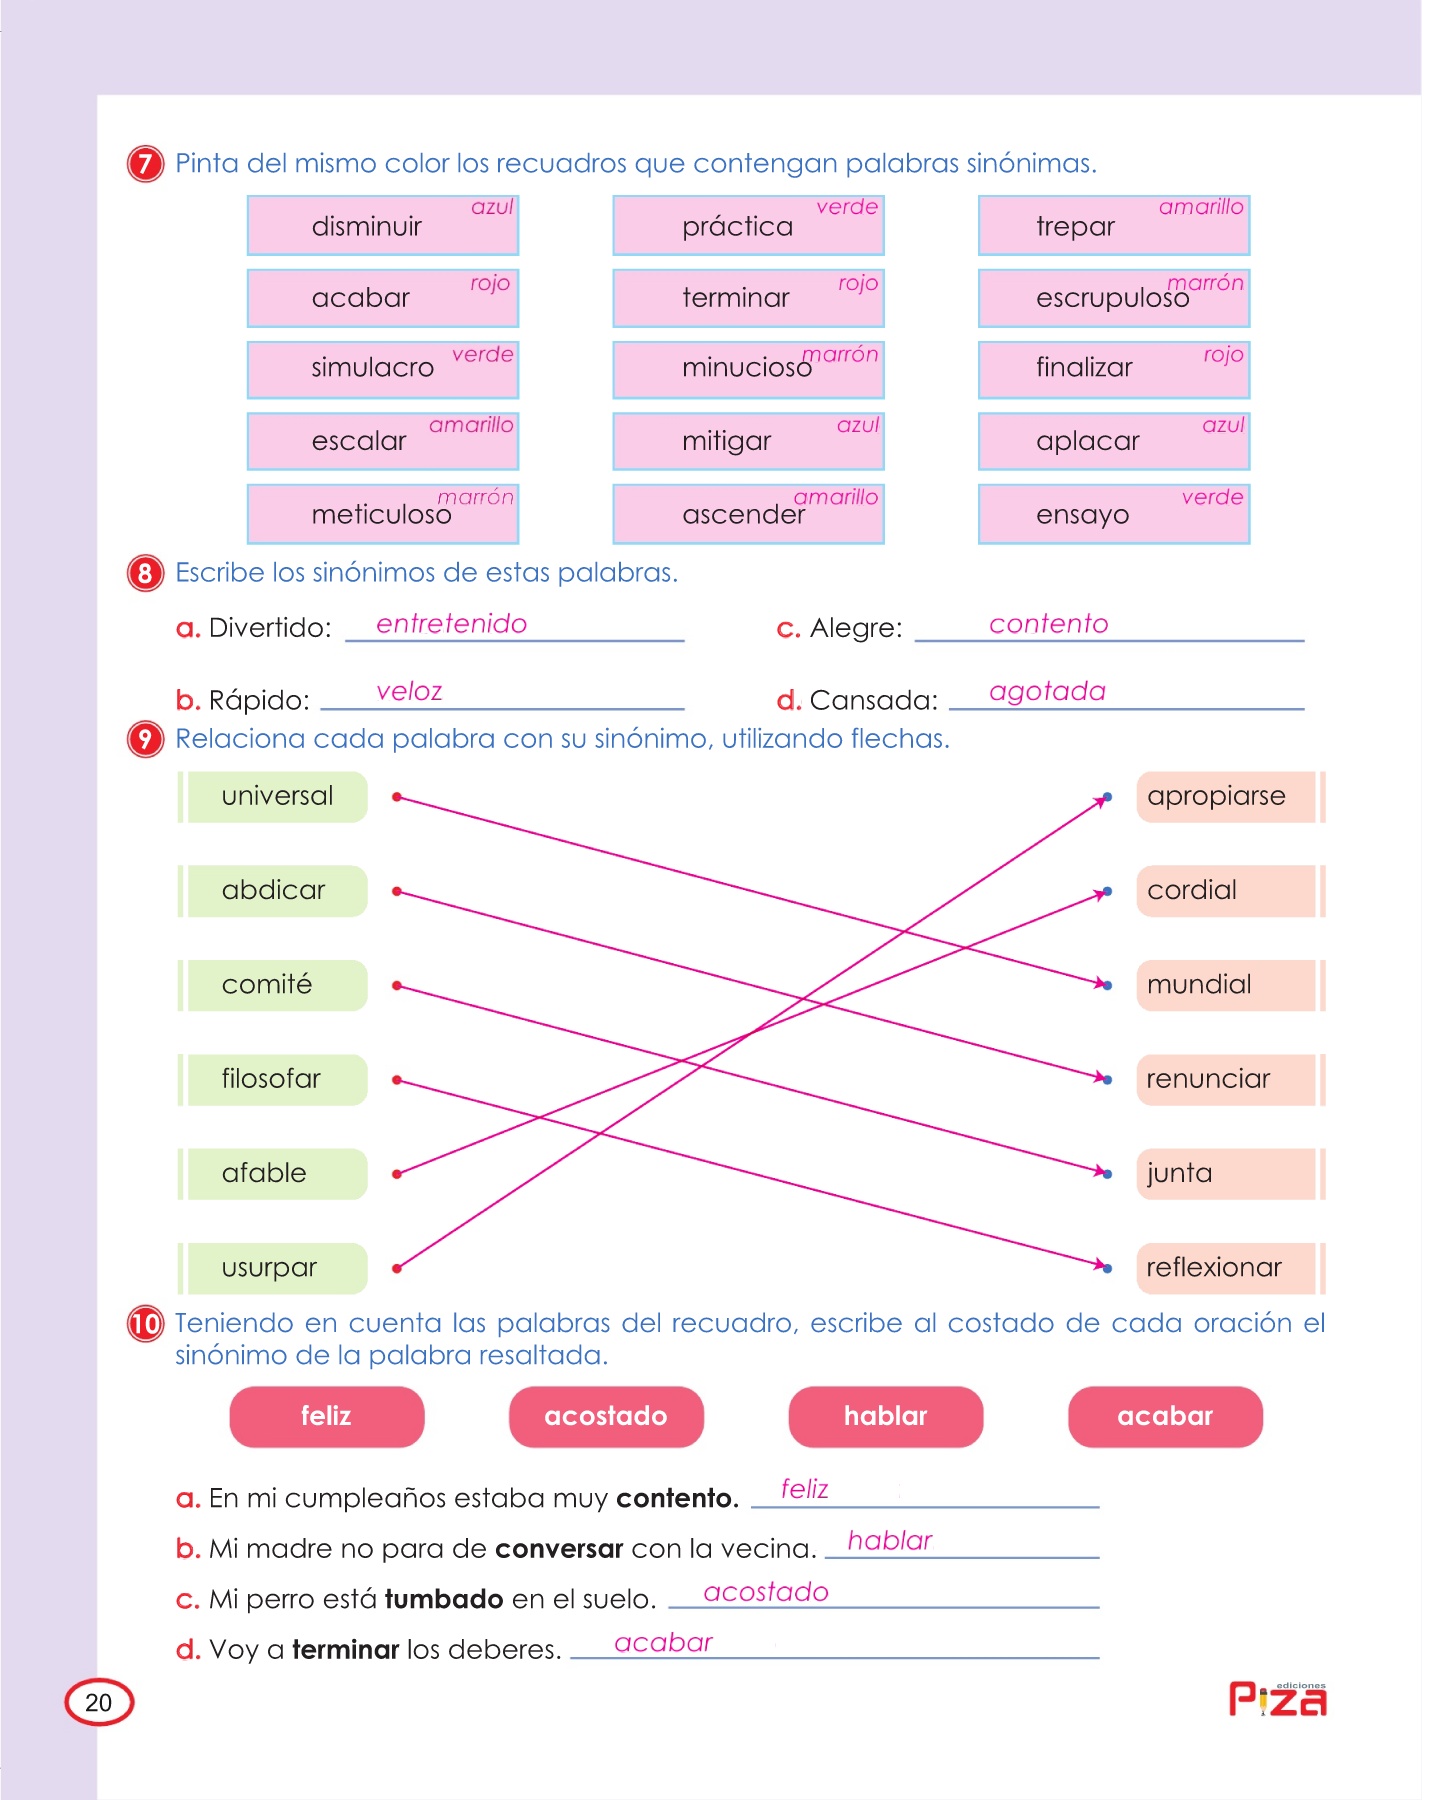 7 Pinta del mismo color los recuadros que contengan palabras sinónimas.
disminuir azul práctica verde trepar amarillo
acabar rojo terminar rojo escrupuloso marrón
simulacro verde minucioso marrón finalizar rojo
escalar amarillo mitigar azul aplacar azul
meticuloso marrón ascender amarillo ensayo verde
8 Escribe los sinónimos de estas palabras.
a. Divertido: entretenido c. Alegre: contento
b. Rápido: veloz d. Cansada: agotada
9 Relaciona cada palabra con su sinónimo, utilizando flechas.
universal apropiarse
abdicar cordial
comité mundial
filosofar renunciar
afable junta
usurpar reflexionar
10 Teniendo en cuenta las palabras del recuadro, escribe al costado de cada oración el
sinónimo de la palabra resaltada.
feliz acostado hablar acabar
a. En mi cumpleaños estaba muy contento. feliz
b. Mi madre no para de conversar con la vecina. hablar
c. Mi perro está tumbado en el suelo. acostado
d. Voy a terminar los deberes. acabar
20
ediciones
Piza